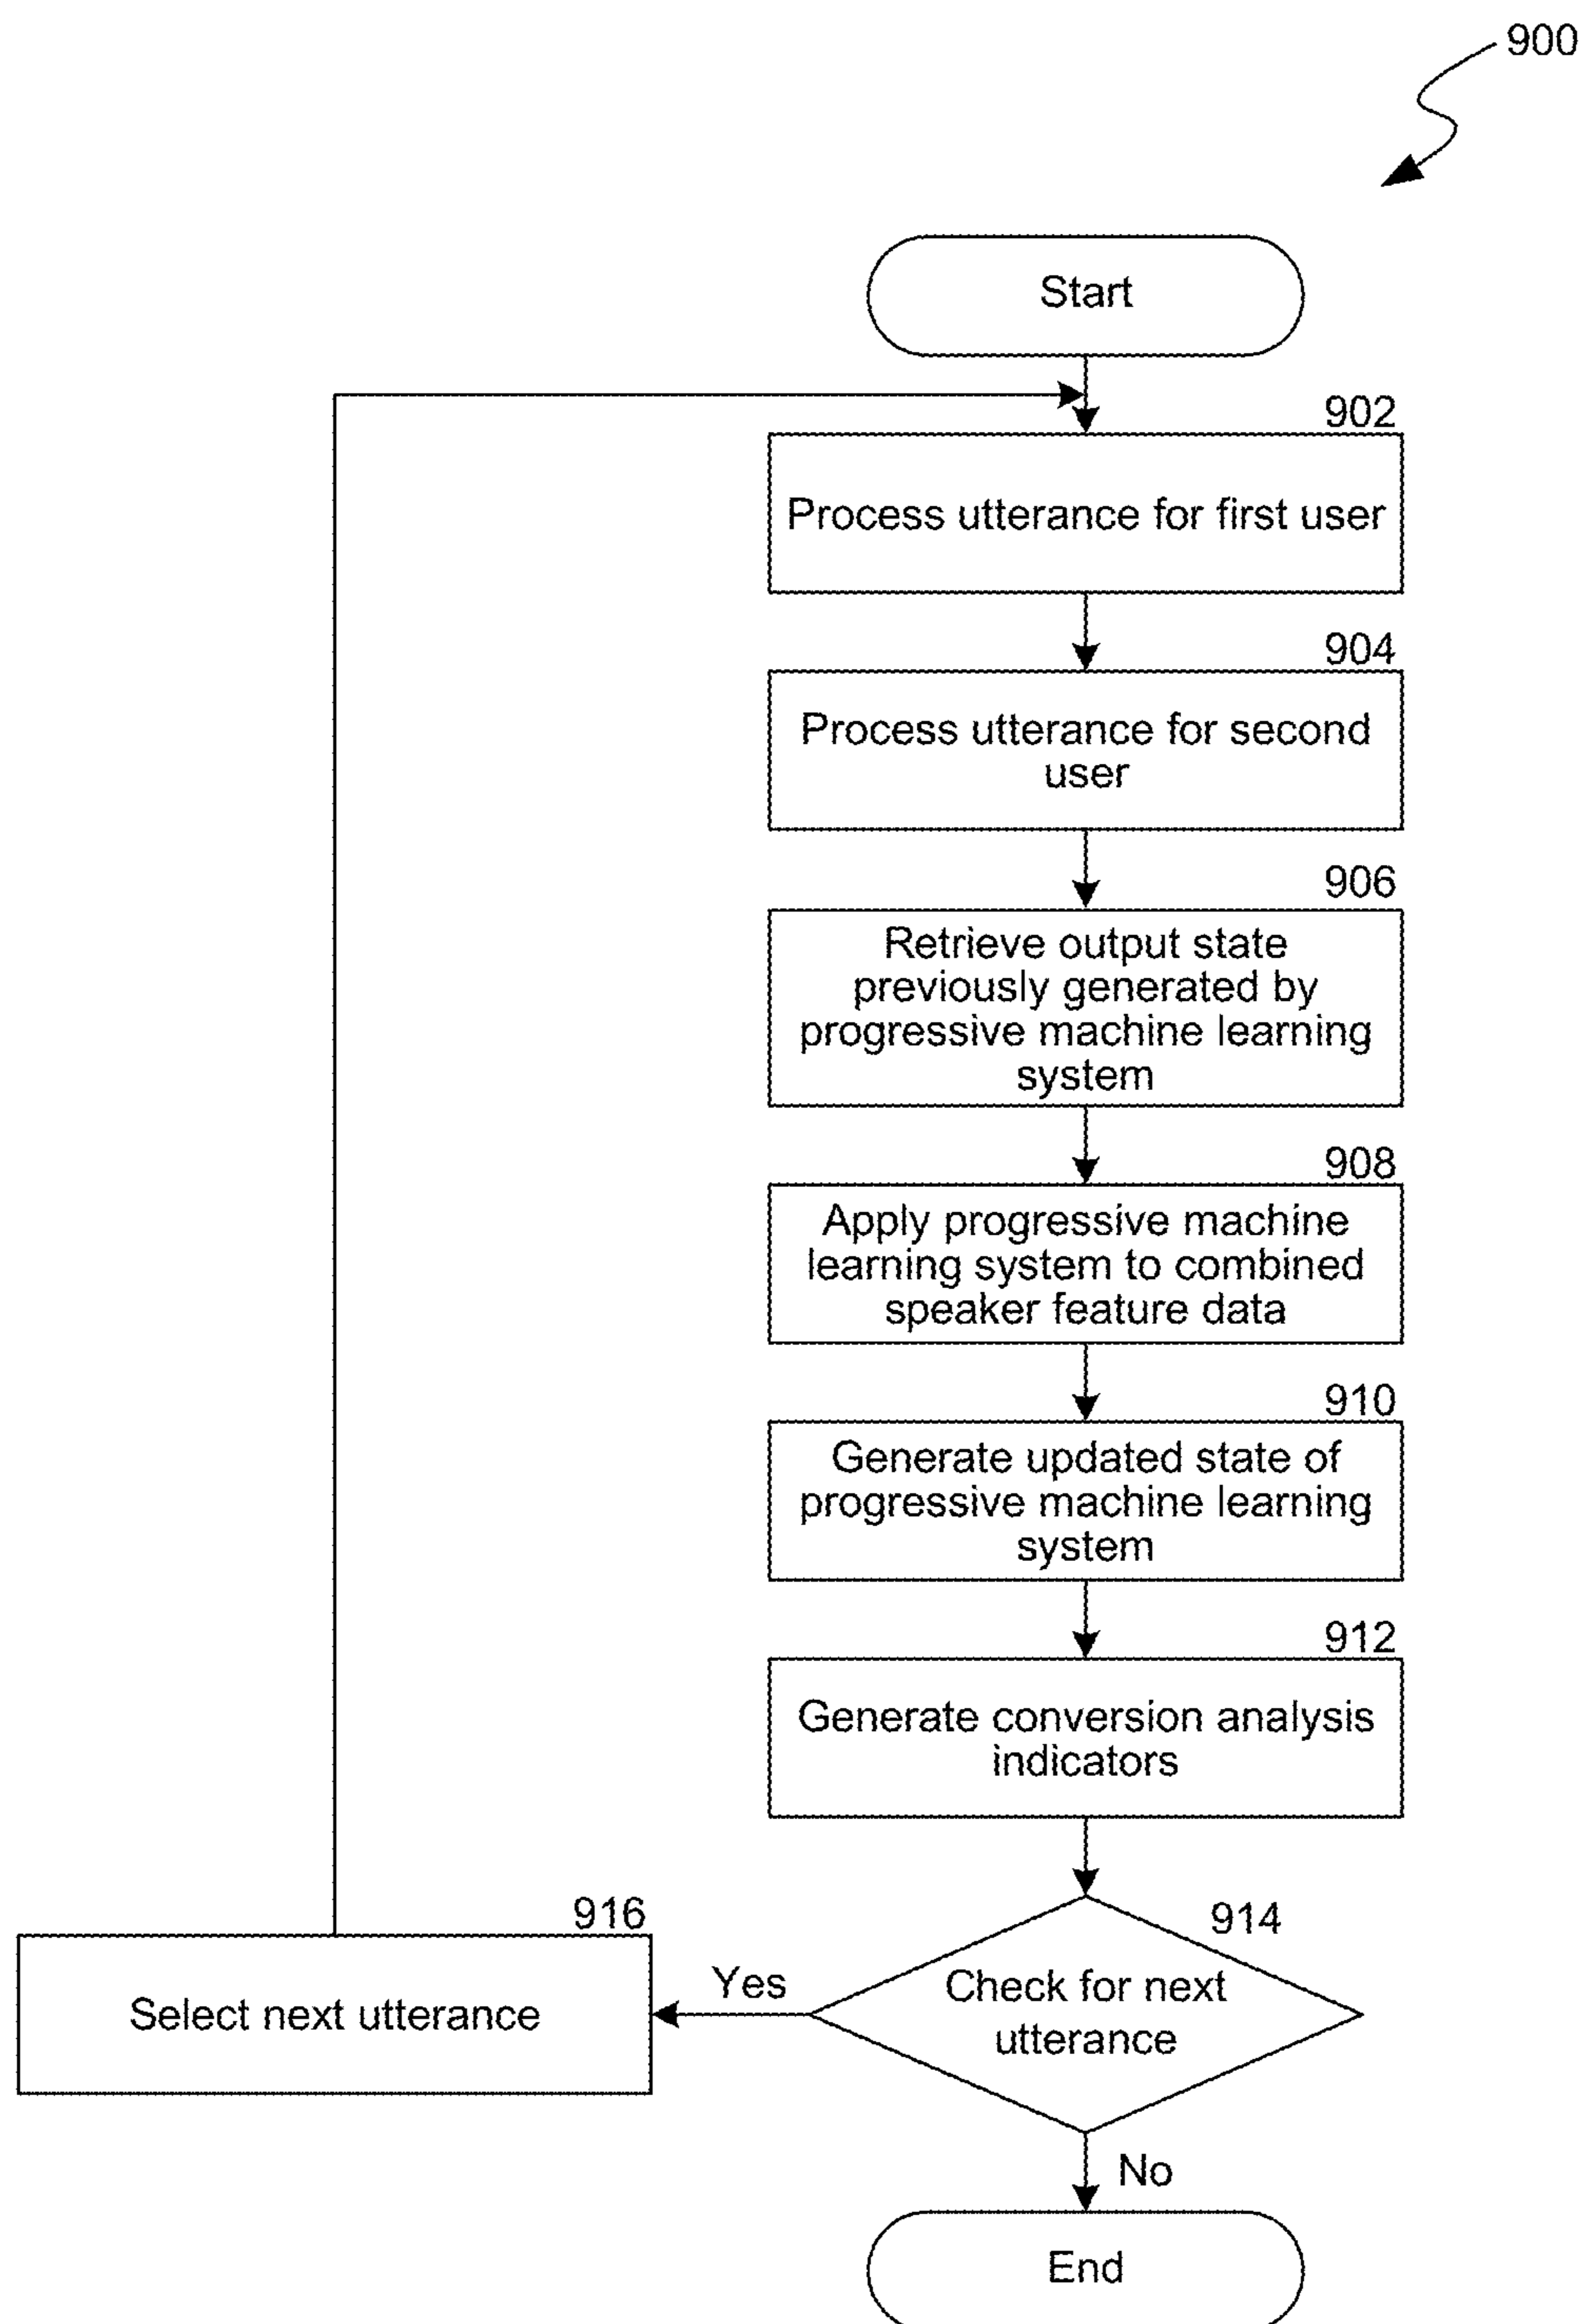 900
Start
902
Process utterance for first user
904
Process utterance for second
user
906
Retrieve output state
previously generated by
progressive machine learning
system
908
Apply progressive machine
learning system to combined
speaker feature data
910
Generate updated state of
progressive machine learning
system
912
Generate conversion analysis
indicators
914
Check for next
utterance
Yes
916
Select next utterance
No
End